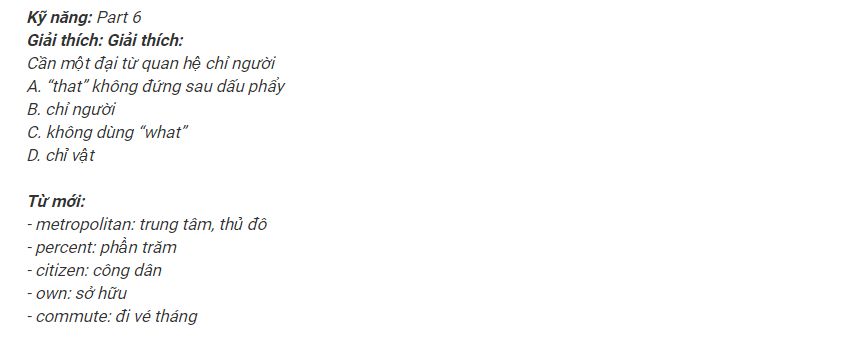 Kỹ năng: Part 6
Giải thích: Giải thích:
Cần một đại từ quan hệ chỉ người
A. “that” không đứng sau dấu phẩy
B. chỉ người
C. không dùng “what”
D. chỉ vật
Từ mới:
- metropolitan: trung tâm, thủ đô
- percent: phần trăm
- citizen: công dân
- own: sở hữu
- commute: đi vé tháng